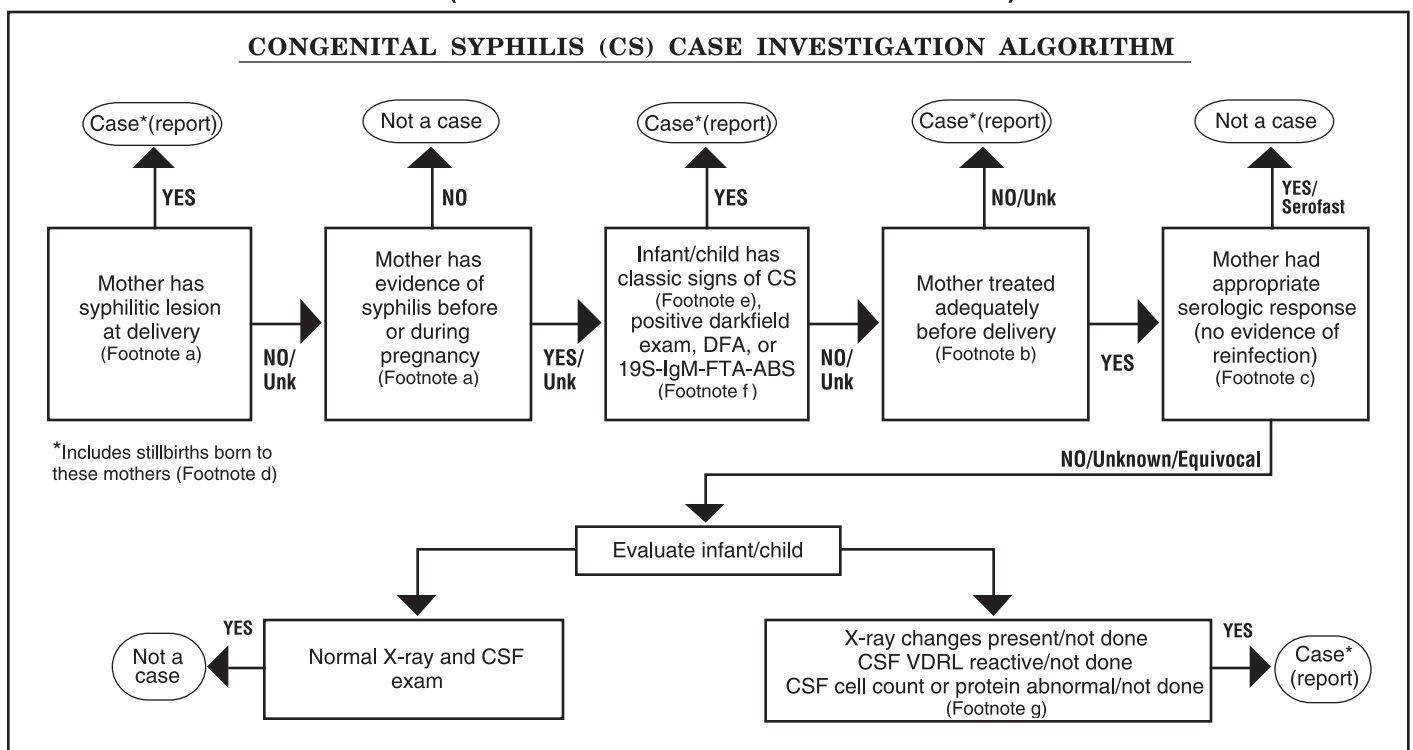 CONGENITAL SYPHILIS (CS) CASE INVESTIGATION ALGORITHM
Case*(report)
Not a case
Case*(report)
Case*(report)
Not a case
YES
NO
YES
NO/Unk
YES/
Serofast
Mother has
syphilitic lesion
at delivery
(Footnote a)
NO/
Unk
Mother has
evidence of
syphilis before
or during
pregnancy
(Footnote a)
YES/
Unk
Infant/child has
classic signs of CS
(Footnote e),
positive darkfield
exam, DFA, or
19S-IgM-FTA-ABS
(Footnote f)
NO/
Unk
Mother treated
adequately
before delivery
(Footnote b)
YES
Mother had
appropriate
serologic response
(no evidence of
reinfection)
(Footnote c)
*Includes stillbirths born to
these mothers (Footnote d)
NO/Unknown/Equivocal
Evaluate infant/child
Not a
case
YES
Normal X-ray and CSF
exam
X-ray changes present/not done
CSF VDRL reactive/not done
CSF cell count or protein abnormal/not done
(Footnote g)
YES
Case*
(report)